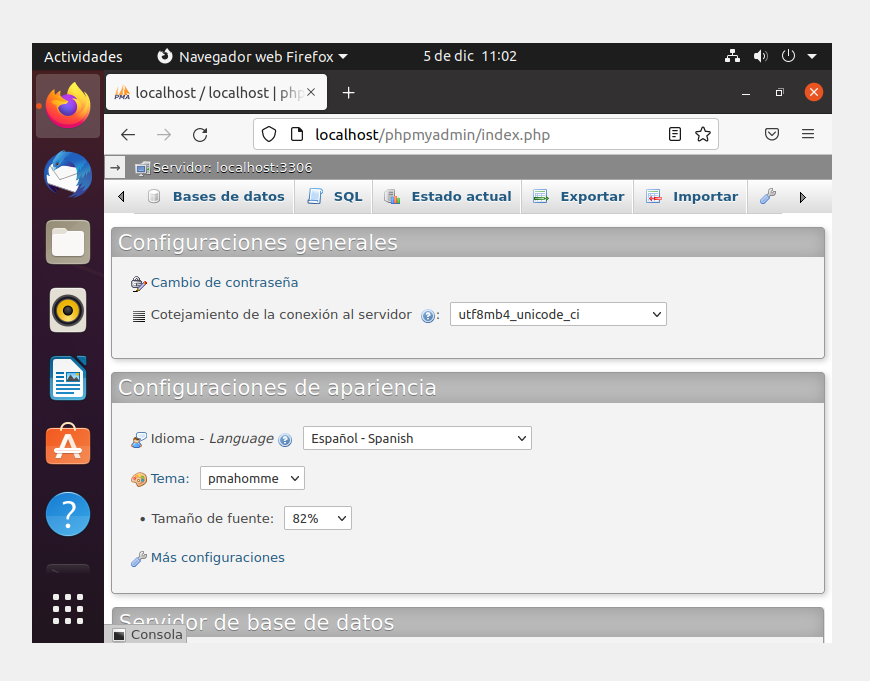 Actividades Navegador web Firefox 5 de dic 11:02
localhost / localhost | php
localhost/phpmyadmin/index.php
Servidor: localhost:3306
Bases de datos SQL Estado actual Exportar Importar
Configuraciones generales
Cambio de contraseña
Cotejamiento de la conexión al servidor : utf8mb4_unicode_ci
Configuraciones de apariencia
Idioma - Language Español - Spanish
Tema: pmahomme
• Tamaño de fuente: 82%
Más configuraciones
Servidor de base de datos
Consola